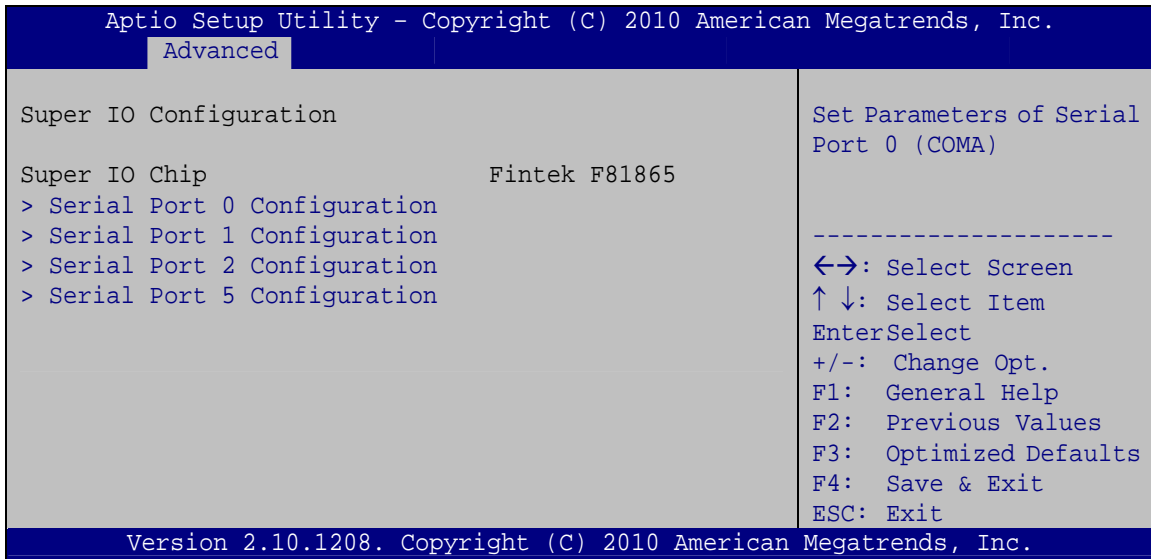 Aptio Setup Utility – Copyright (C) 2010 American Megatrends, Inc.
Advanced
Super IO Configuration
Super IO Chip Fintek F81865
> Serial Port 0 Configuration
> Serial Port 1 Configuration
> Serial Port 2 Configuration
> Serial Port 5 Configuration
Set Parameters of Serial
Port 0 (COMA)
---------------------
←→: Select Screen
↑ ↓: Select Item
EnterSelect
+/-: Change Opt.
F1: General Help
F2: Previous Values
F3: Optimized Defaults
F4: Save & Exit
ESC: Exit
Version 2.10.1208. Copyright (C) 2010 American Megatrends, Inc.